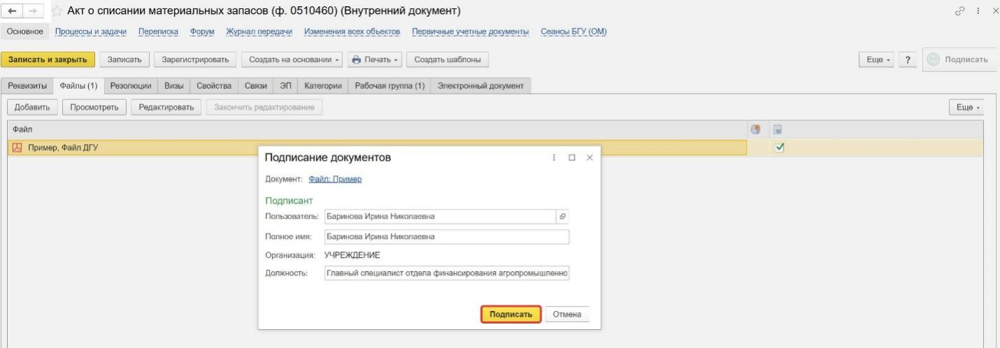 Акт о списании материальных запасов (ф. 0510460) (Внутренний документ)
Основное Процессы и задачи Переписка Форум Журнал передачи Изменения всех объектов Первичные учетные документы Сеансы БГУ (ОМ)
Записать и закрыть Записать Зарегистрировать Создать на основании Печать Создать шаблоны Еще ? Подписать
Реквизиты Файлы (1) Резолюции Визы Свойства Связи ЭП Категории Рабочая группа (1) Электронный документ
Добавить Просмотреть Редактировать Закончить редактирование Еще
Файл
Пример, Файл ДГУ
Подписание документов
Документ: Файл: Пример
Подписант
Пользователь: Баринова Ирина Николаевна
Полное имя: Баринова Ирина Николаевна
Организация: УЧРЕЖДЕНИЕ
Должность: Главный специалист отдела финансирования агропромышленно
Подписать Отмена